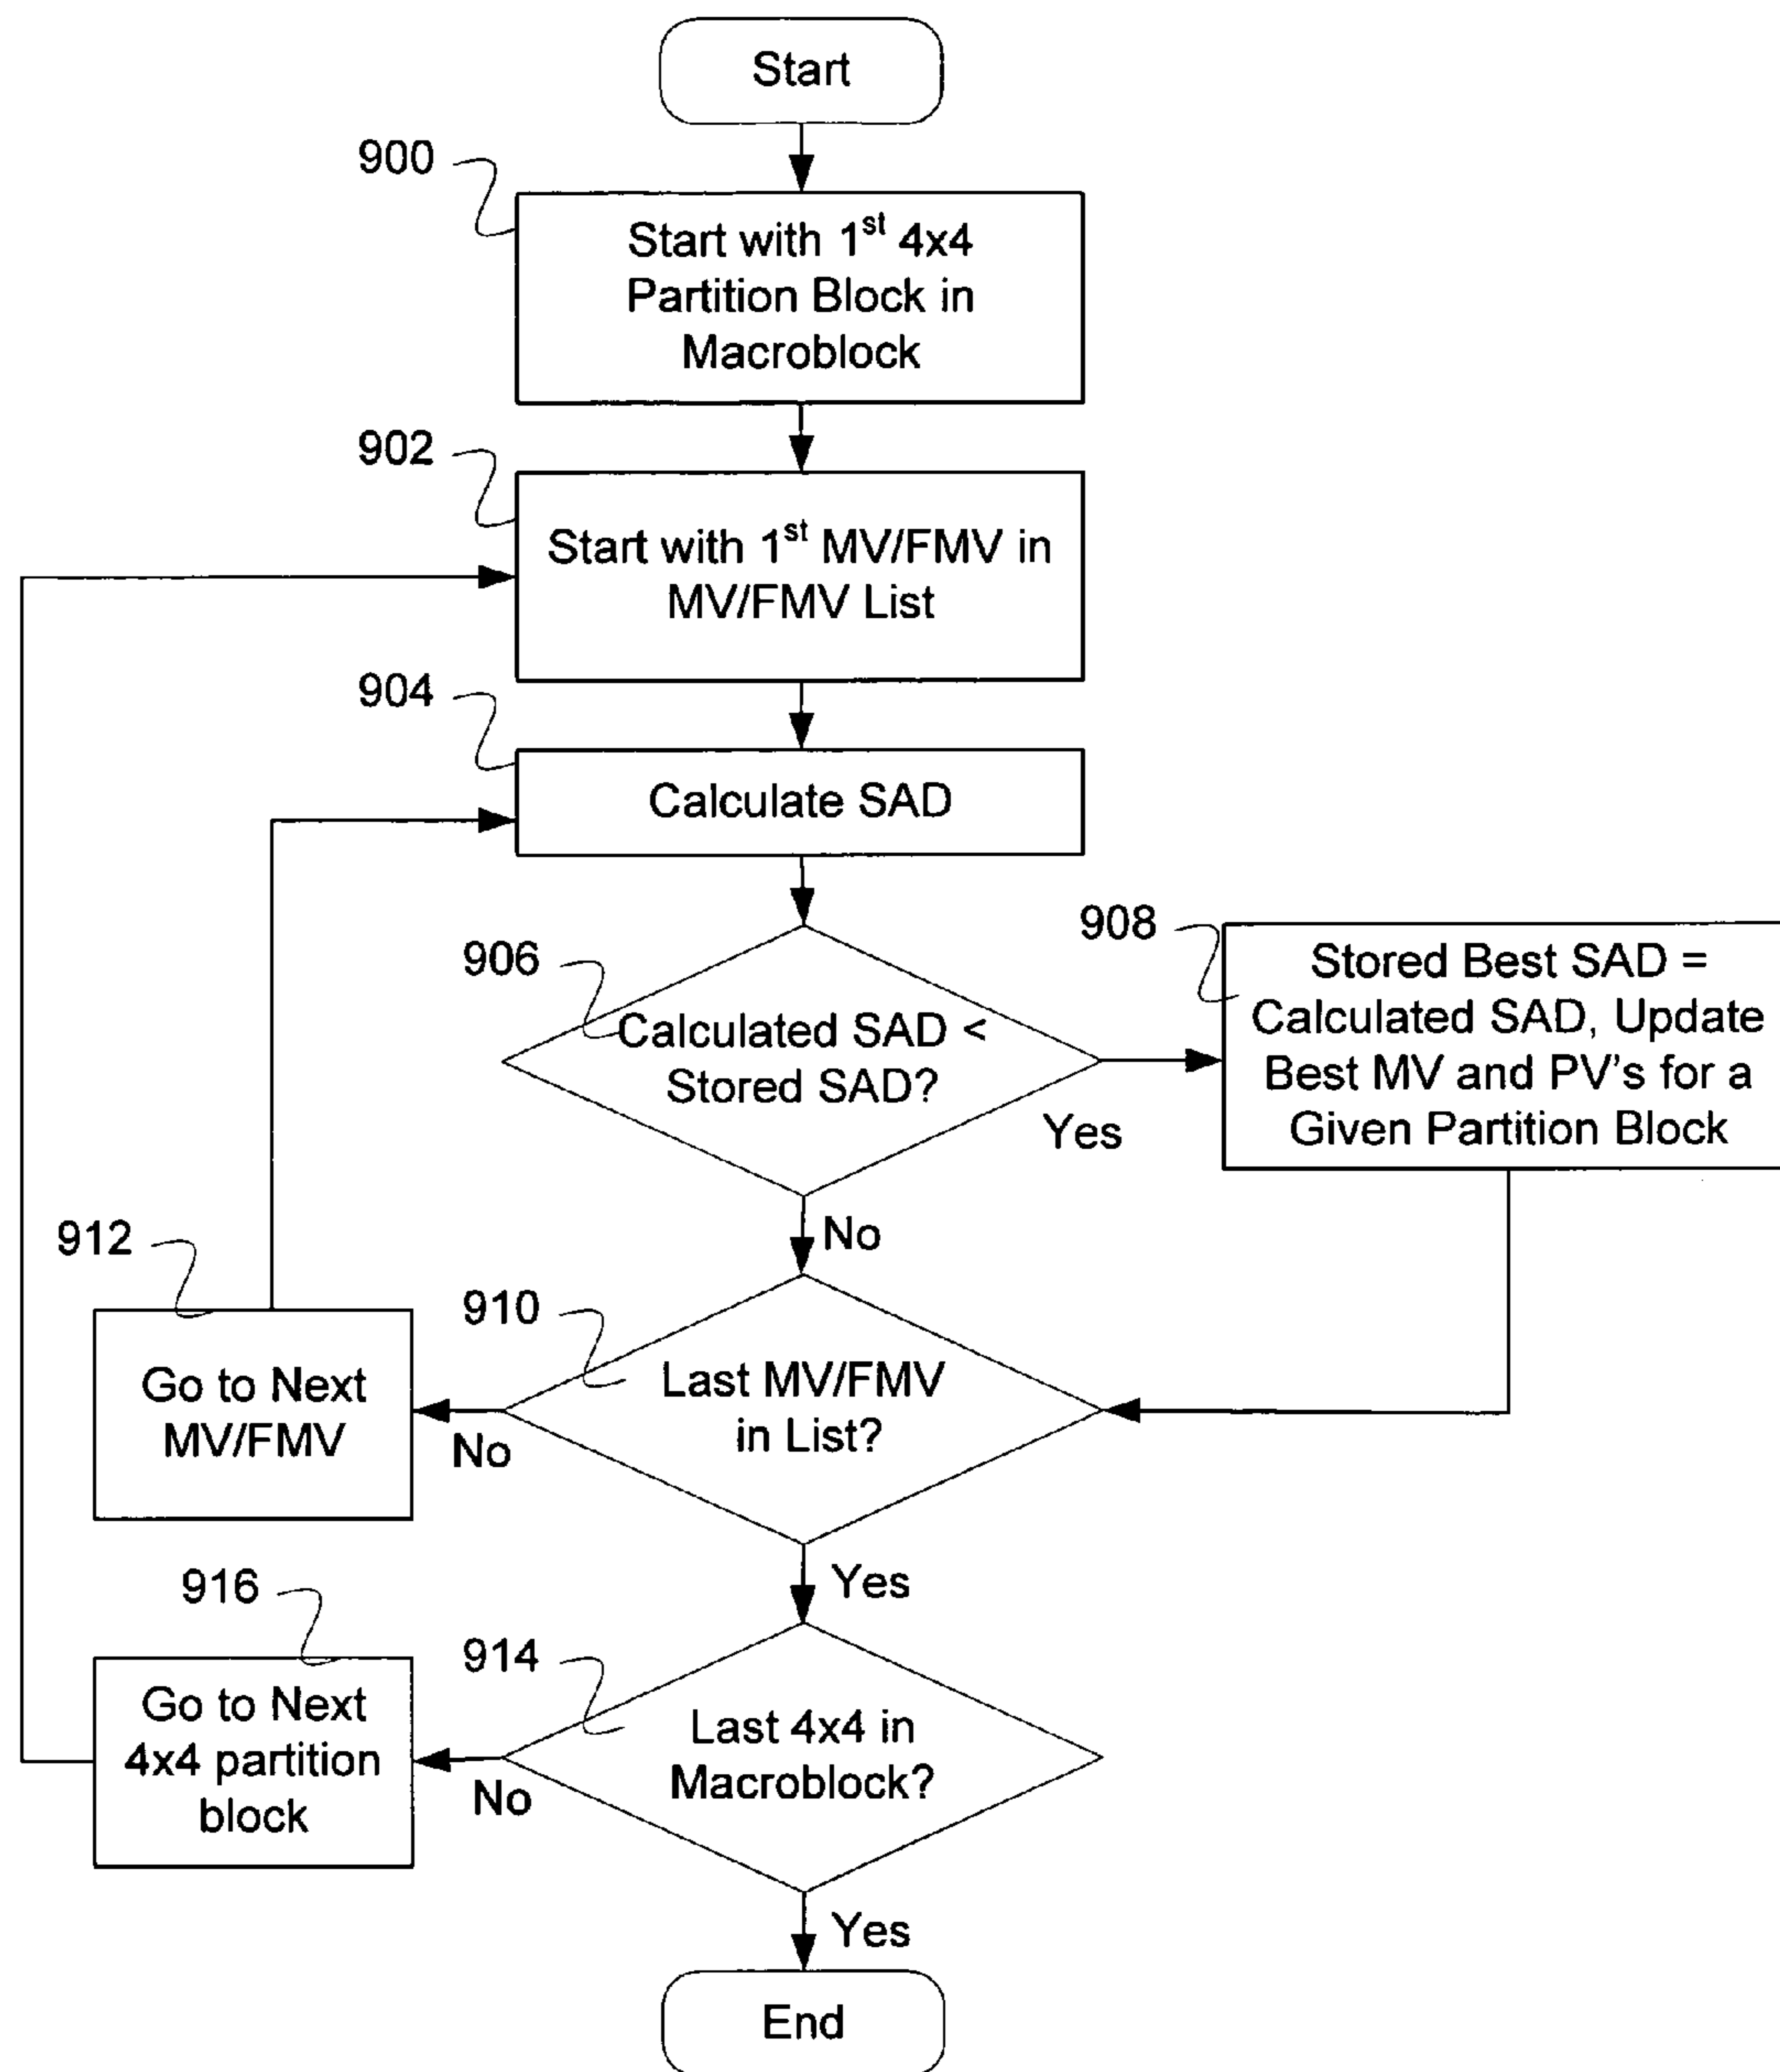 Start
900
Start with 1st 4x4
Partition Block in
Macroblock
902
Start with 1st MV/FMV in
MV/FMV List
904
Calculate SAD
906
Calculated SAD <
Stored SAD?
Yes
No
908
Stored Best SAD =
Calculated SAD, Update
Best MV and PV's for a
Given Partition Block
910
Last MV/FMV
in List?
No
Yes
912
Go to Next
MV/FMV
914
Last 4x4 in
Macroblock?
No
Yes
916
Go to Next
4x4 partition
block
End